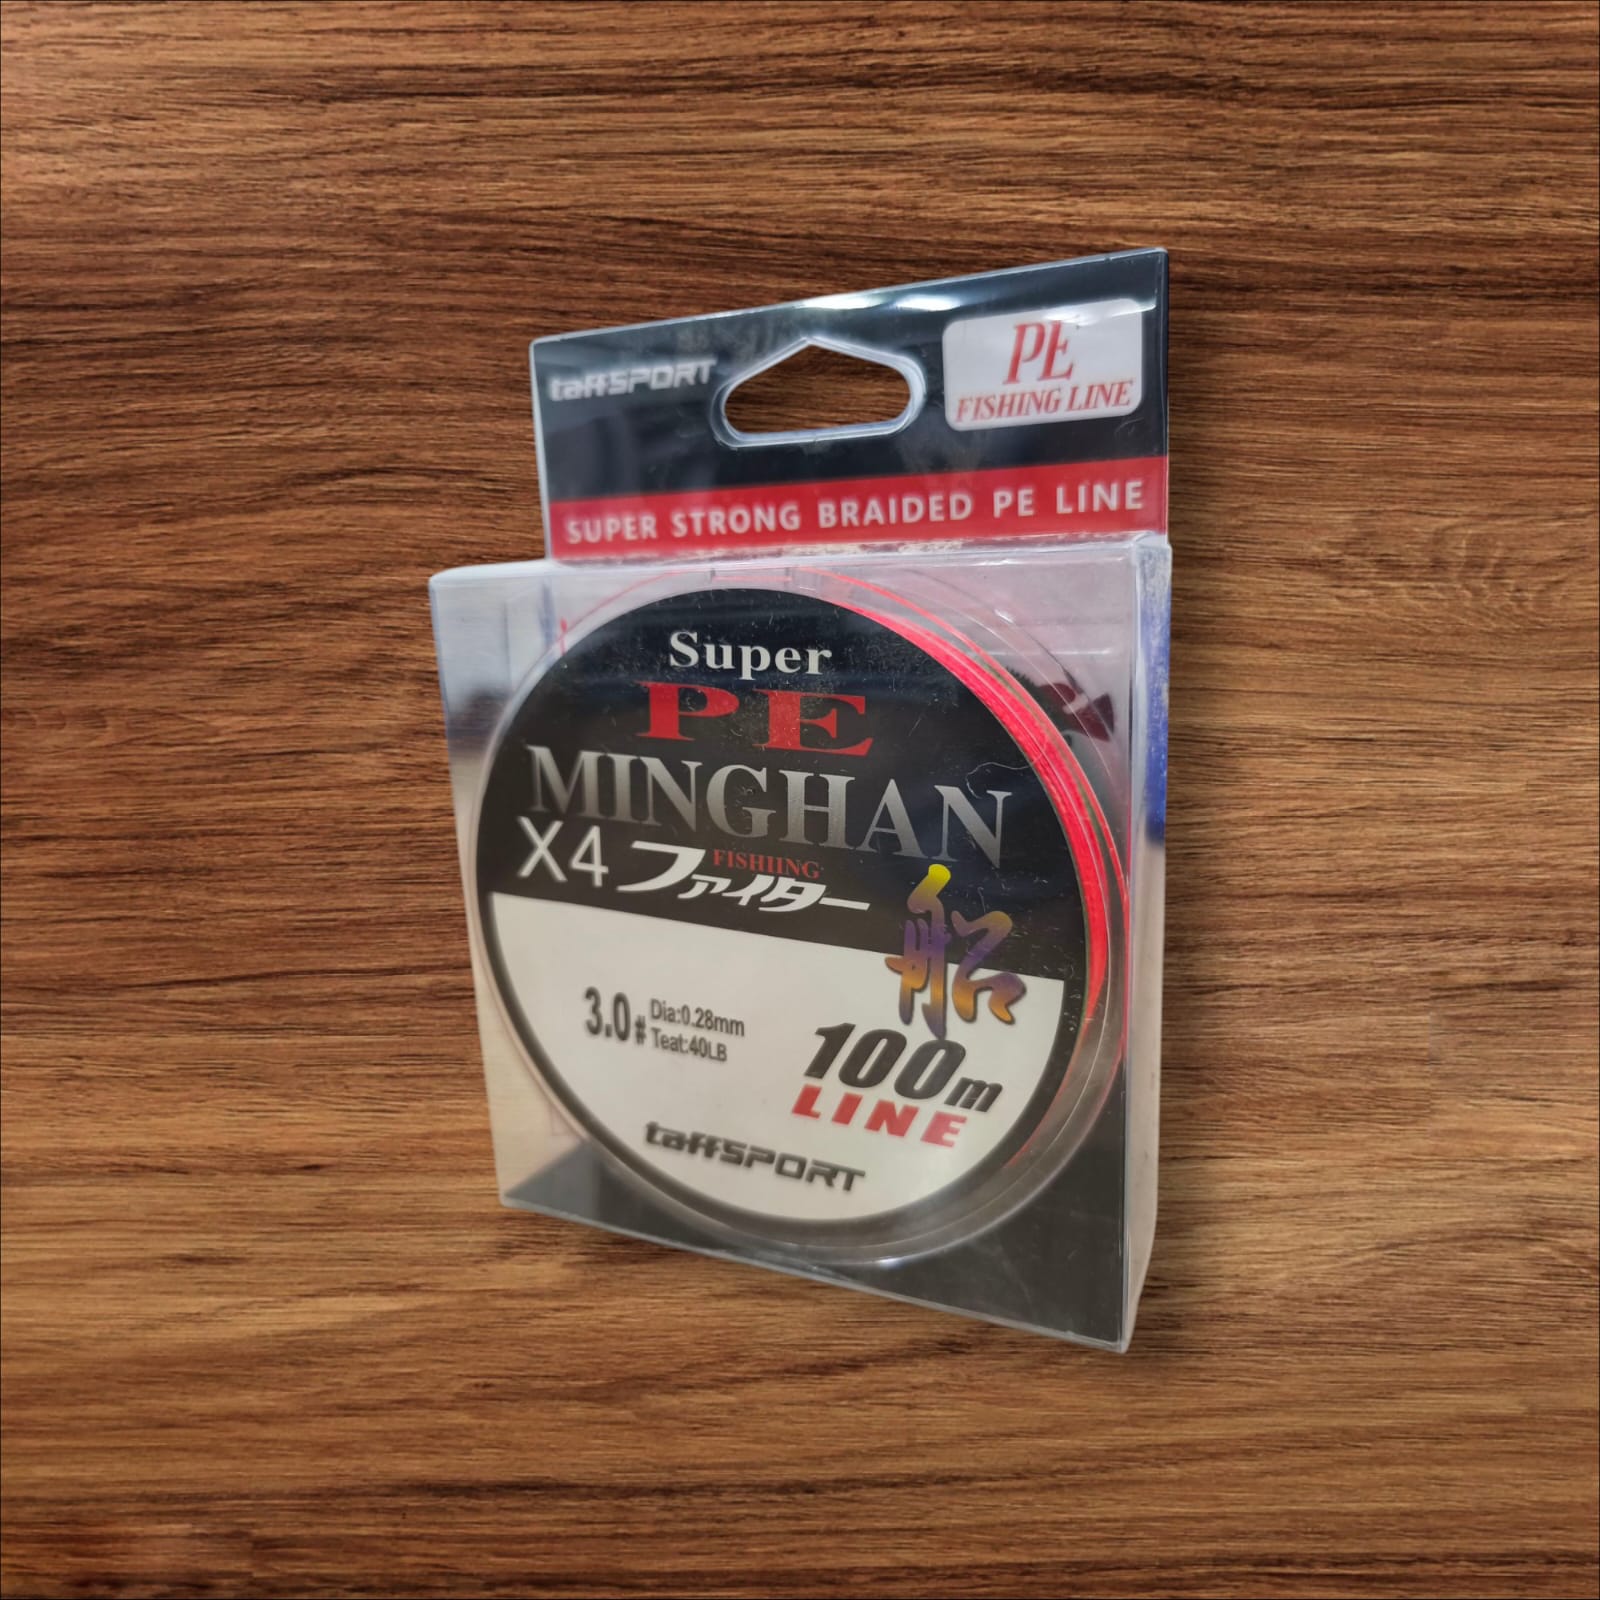 taffSPORT
PE
FISHING LINE
SUPER STRONG BRAIDED PE LINE
Super
PE
MINGHAN
X4 ファイター
FISHIING
船
3.0# Dia:0.28mm
Teat:40LB
100m
LINE
taffSPORT